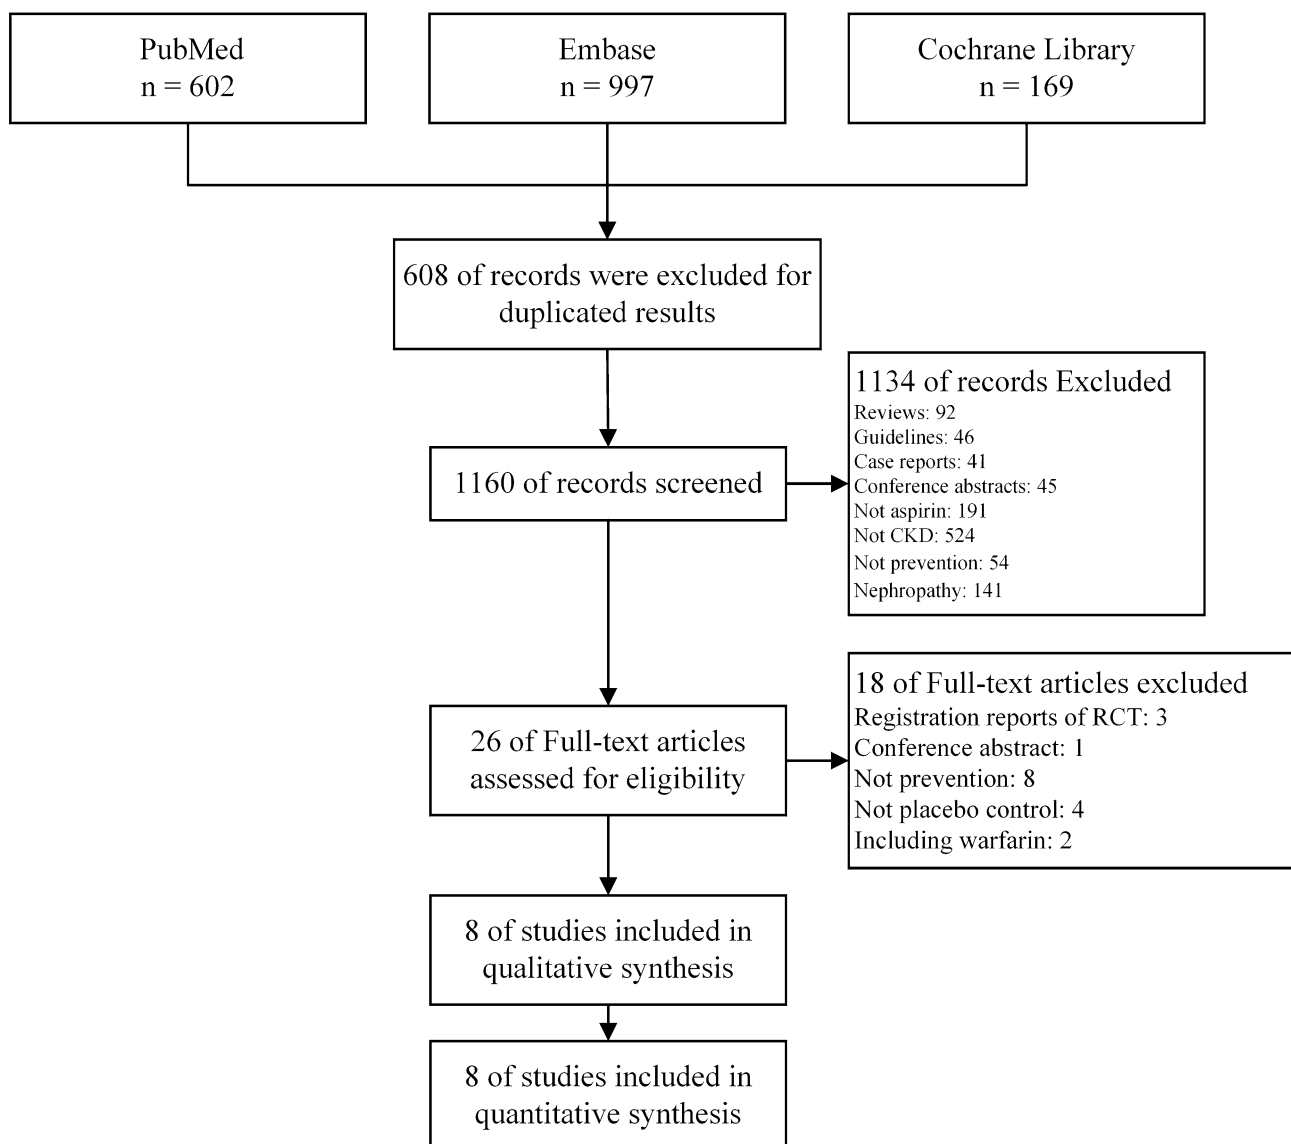 PubMed
n = 602
Embase
n = 997
Cochrane Library
n = 169
608 of records were excluded for
duplicated results
1134 of records Excluded
Reviews: 92
Guidelines: 46
Case reports: 41
Conference abstracts: 45
Not aspirin: 191
Not CKD: 524
Not prevention: 54
Nephropathy: 141
1160 of records screened
18 of Full-text articles excluded
Registration reports of RCT: 3
Conference abstract: 1
Not prevention: 8
Not placebo control: 4
Including warfarin: 2
26 of Full-text articles
assessed for eligibility
8 of studies included in
qualitative synthesis
8 of studies included in
quantitative synthesis